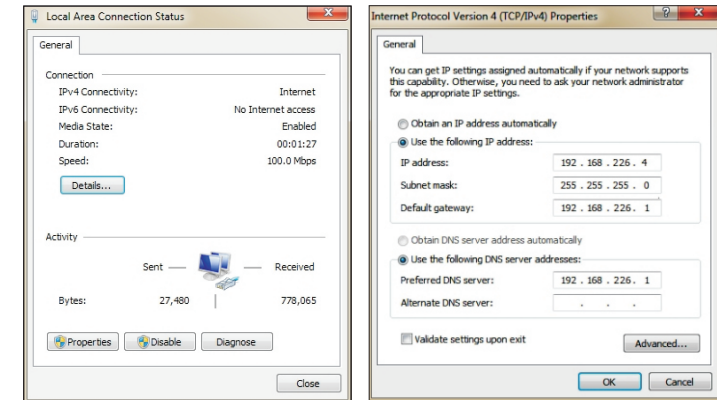 Local Area Connection Status
General
Connection
IPv4 Connectivity: Internet
IPv6 Connectivity: No Internet access
Media State: Enabled
Duration: 00:01:27
Speed: 100.0 Mbps
Details...
Activity
Sent Received
Bytes: 27,480 778,065
Properties Disable Diagnose
Close
Internet Protocol Version 4 (TCP/IPv4) Properties
General
You can get IP settings assigned automatically if your network supports
this capability. Otherwise, you need to ask your network administrator
for the appropriate IP settings.
Obtain an IP address automatically
Use the following IP address:
IP address: 192 . 168 . 226 . 4
Subnet mask: 255 . 255 . 255 . 0
Default gateway: 192 . 168 . 226 . 1
Obtain DNS server address automatically
Use the following DNS server addresses:
Preferred DNS server: 192 . 168 . 226 . 1
Alternate DNS server: . . .
Validate settings upon exit
Advanced...
OK Cancel